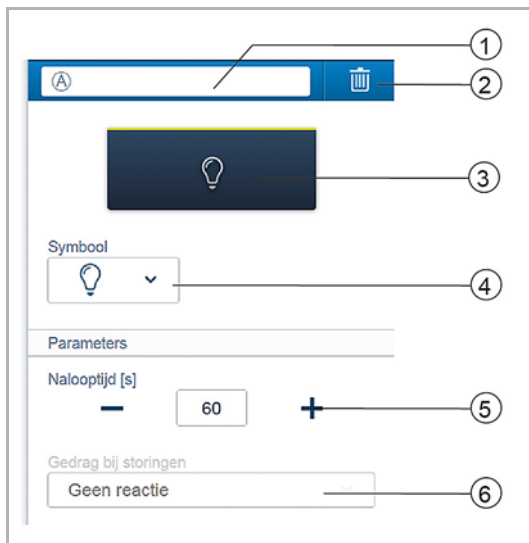 1
A
2
3
Symbool
4
Parameters
Nalooptijd [s]
60
5
Gedrag bij storingen
Geen reactie
6